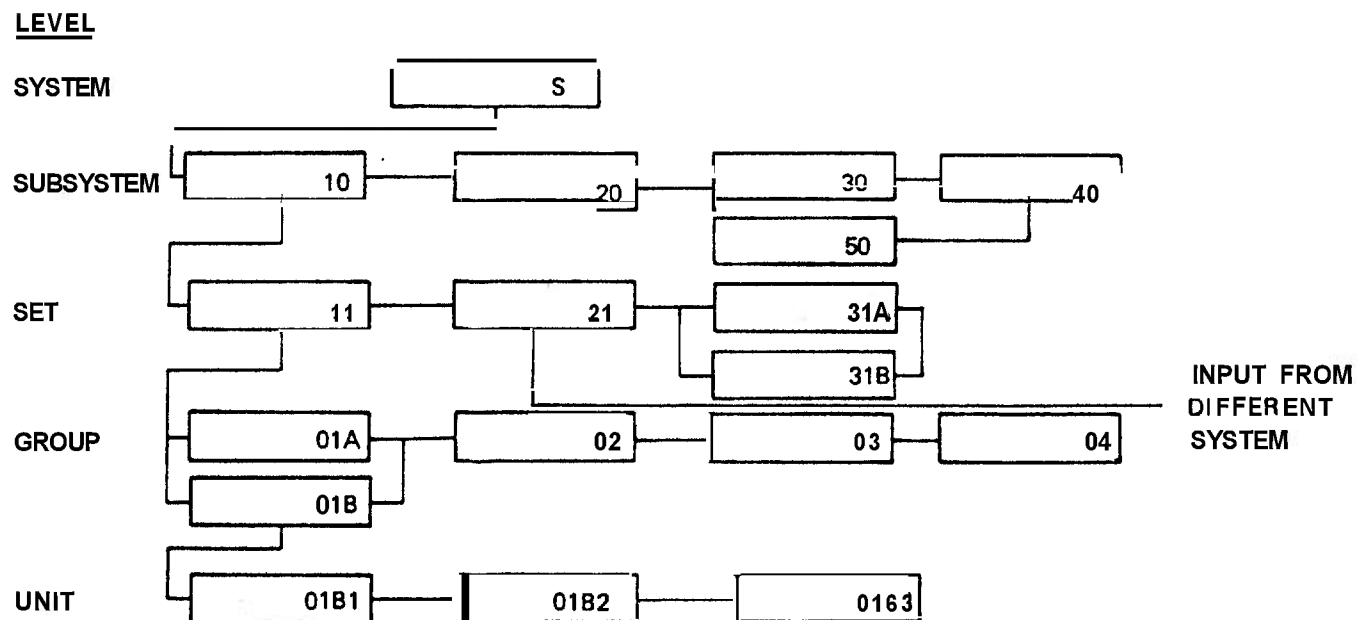 LEVEL
SYSTEM
S
SUBSYSTEM
10
20
30
40
50
SET
11
21
31A
31B
INPUT FROM
DIFFERENT
SYSTEM
GROUP
01A
02
03
04
01B
UNIT
01B1
01B2
0163